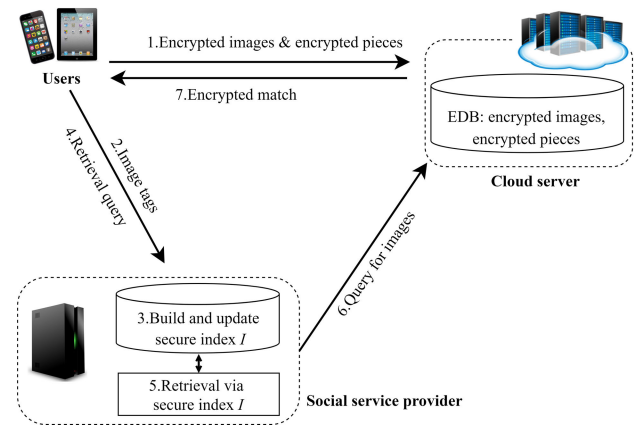 1.Encrypted images & encrypted pieces
Users
7.Encrypted match
EDB: encrypted images,
encrypted pieces
Cloud server
2.Image tags
4.Retrieval query
6.Query for images
3.Build and update
secure index I
5.Retrieval via
secure index I
Social service provider